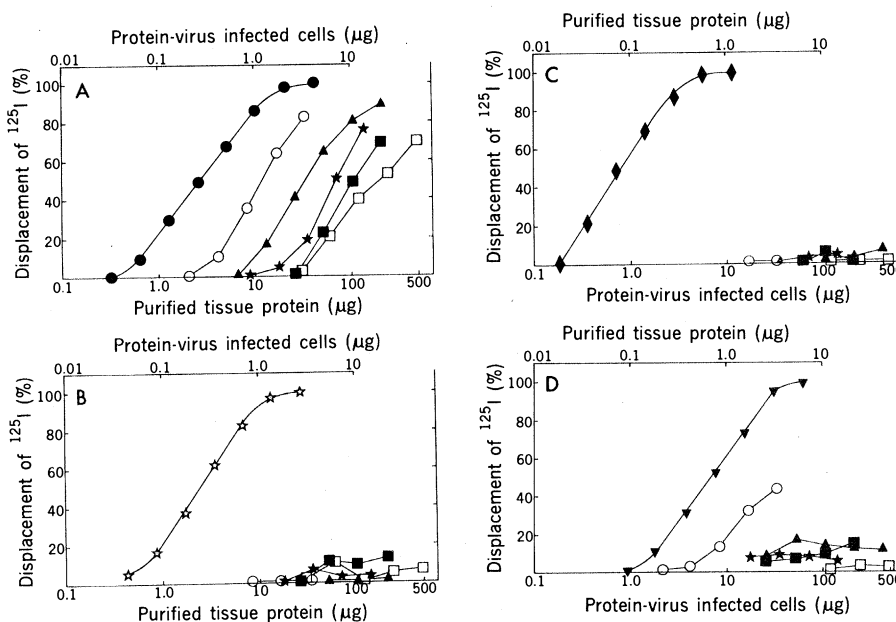 Protein-virus infected cells (μg)
0.01 0.1 1.0 10
A
Displacement of 125I (%)
100
80
60
40
20
0.1 1.0 10 100 500
Purified tissue protein (μg)
Purified tissue protein (μg)
0.01 0.1 1.0 10
C
Displacement of 125I (%)
100
80
60
40
20
0.1 1.0 10 100 500
Protein-virus infected cells (μg)
Protein-virus infected cells (μg)
0.01 0.1 1.0 10
B
Displacement of 125I (%)
100
80
60
40
20
0.1 1.0 10 100 500
Purified tissue protein (μg)
Purified tissue protein (μg)
0.01 0.1 1.0 10
D
Displacement of 125I (%)
100
80
60
40
20
0.1 1.0 10 100 500
Protein-virus infected cells (μg)